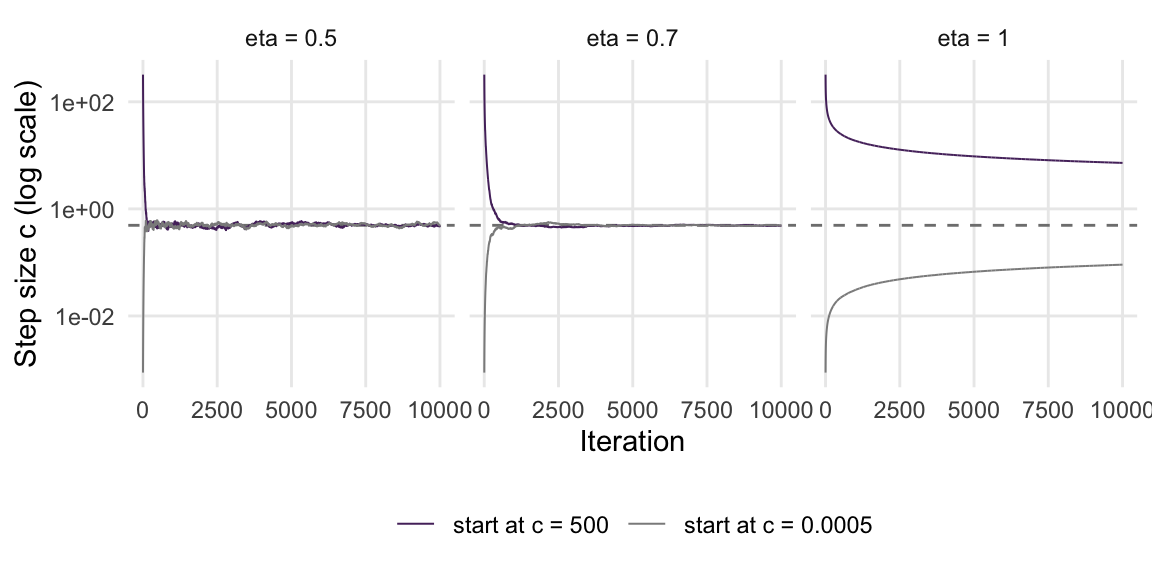 eta = 0.5
eta = 0.7
eta = 1
Step size c (log scale)
1e+02
1e+00
1e-02
0 2500 5000 7500 10000
0 2500 5000 7500 10000
0 2500 5000 7500 10000
Iteration
start at c = 500
start at c = 0.0005